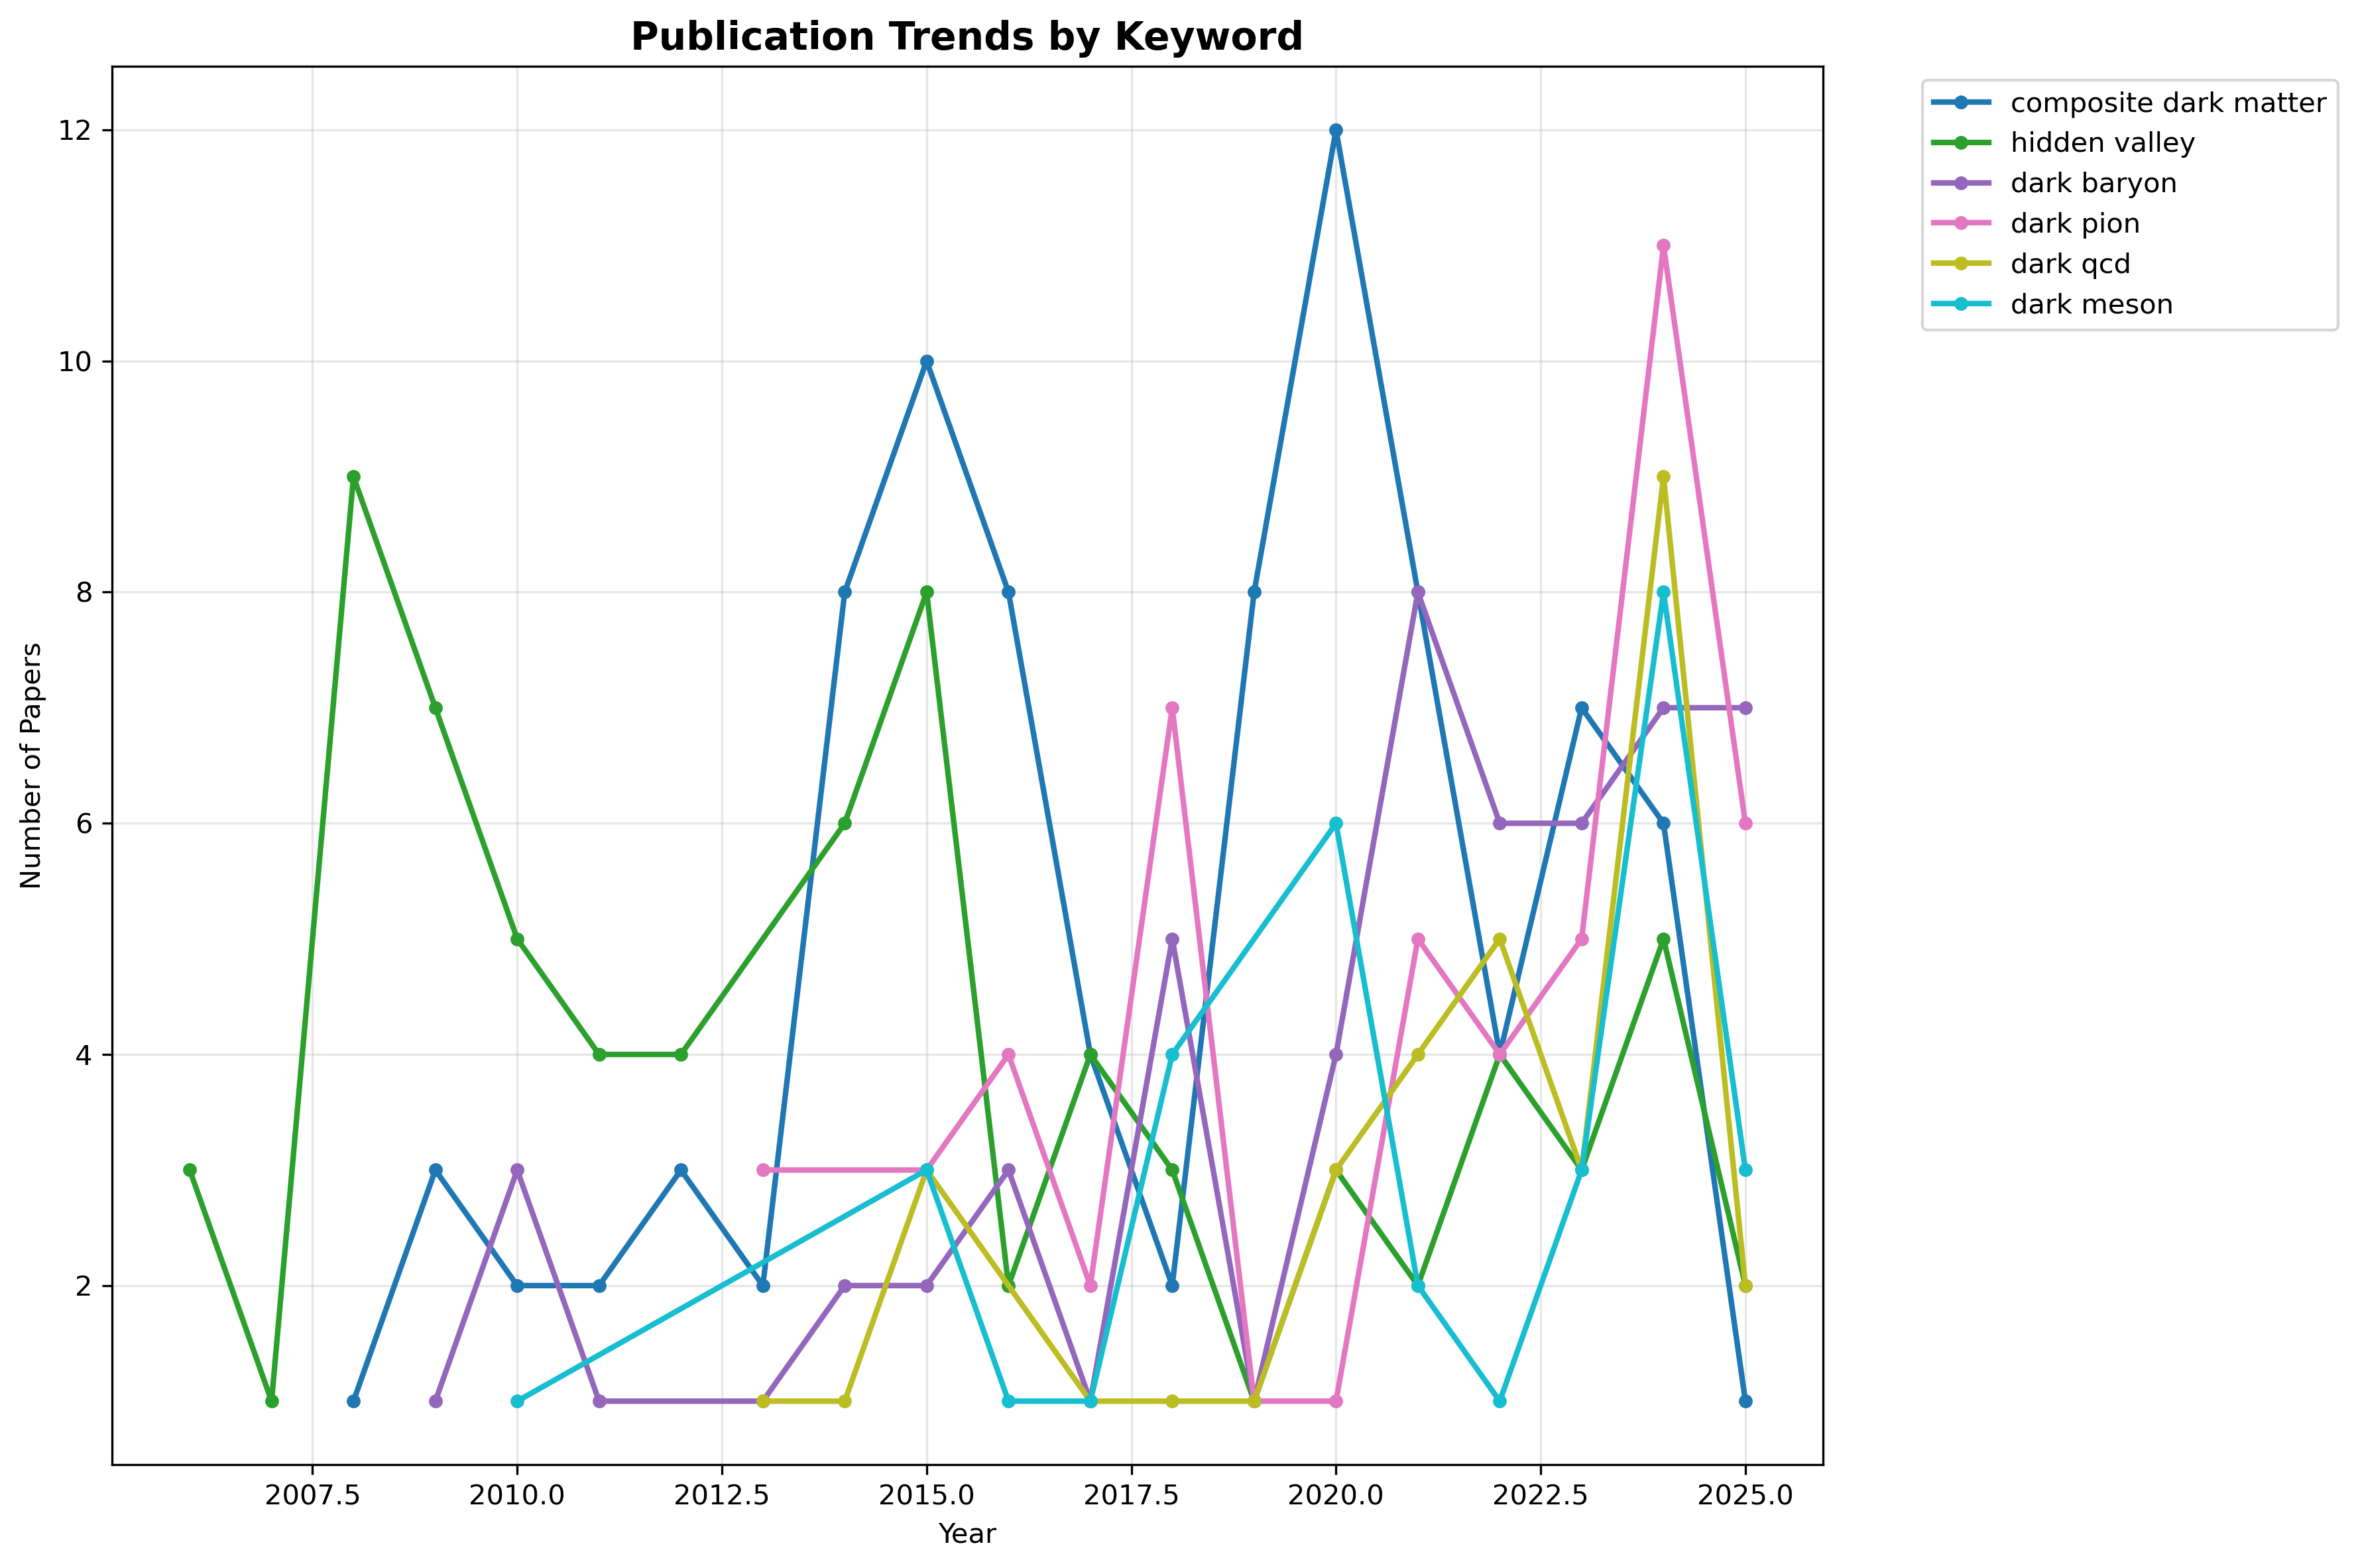 Publication Trends by Keyword
composite dark matter
hidden valley
dark baryon
dark pion
dark qcd
dark meson
12
10
8
6
4
2
Number of Papers
2007.5
2010.0
2012.5
2015.0
2017.5
2020.0
2022.5
2025.0
Year